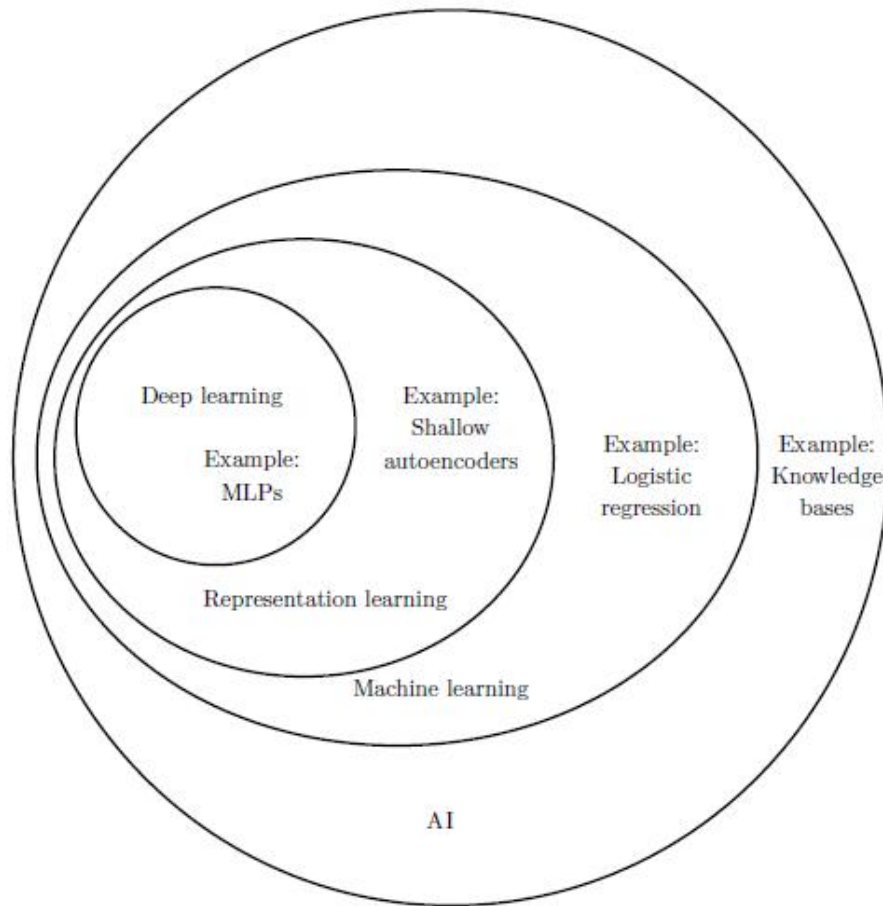 Deep learning
Example:
MLPs
Example:
Shallow
autoencoders
Example:
Logistic
regression
Example:
Knowledge
bases
Representation learning
Machine learning
AI